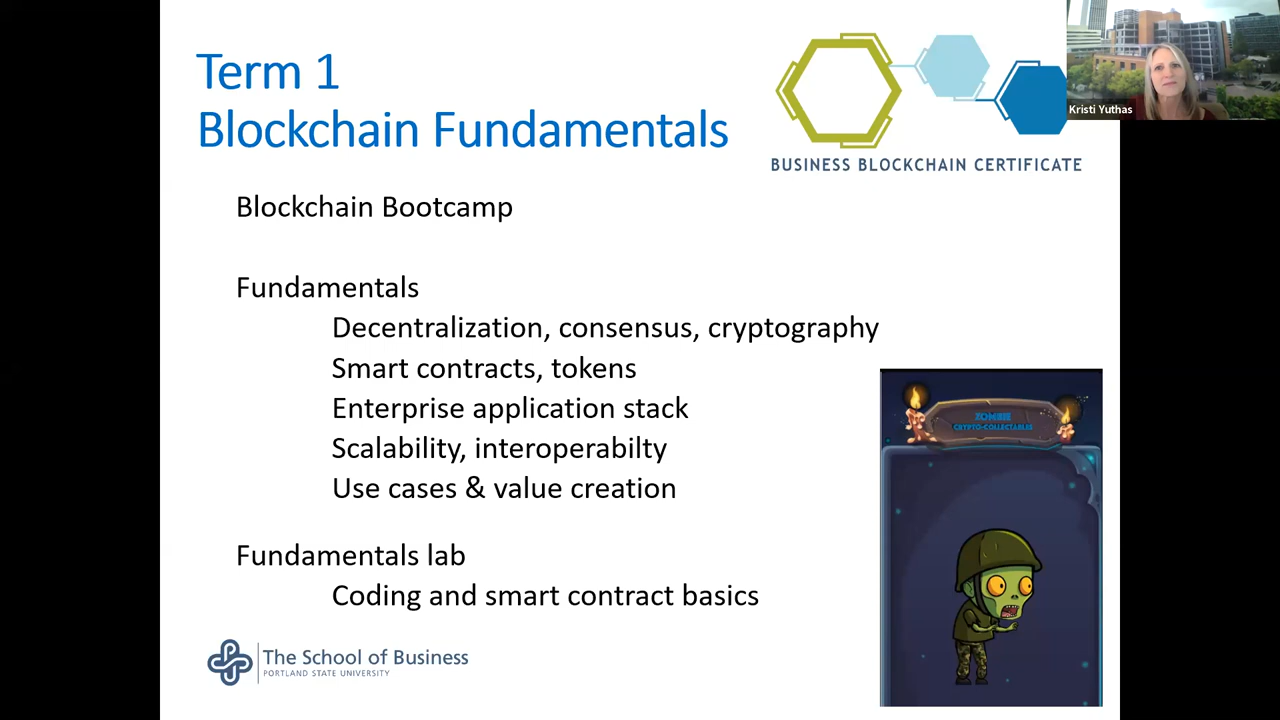 Term 1
Blockchain Fundamentals
BUSINESS BLOCKCHAIN CERTIFICATE
Kristi Yuthas
Blockchain Bootcamp
Fundamentals
Decentralization, consensus, cryptography
Smart contracts, tokens
Enterprise application stack
Scalability, interoperabilty
Use cases & value creation
Fundamentals lab
Coding and smart contract basics
ZOMBIE
CRYPTO-COLLECTABLES
The School of Business
PORTLAND STATE UNIVERSITY